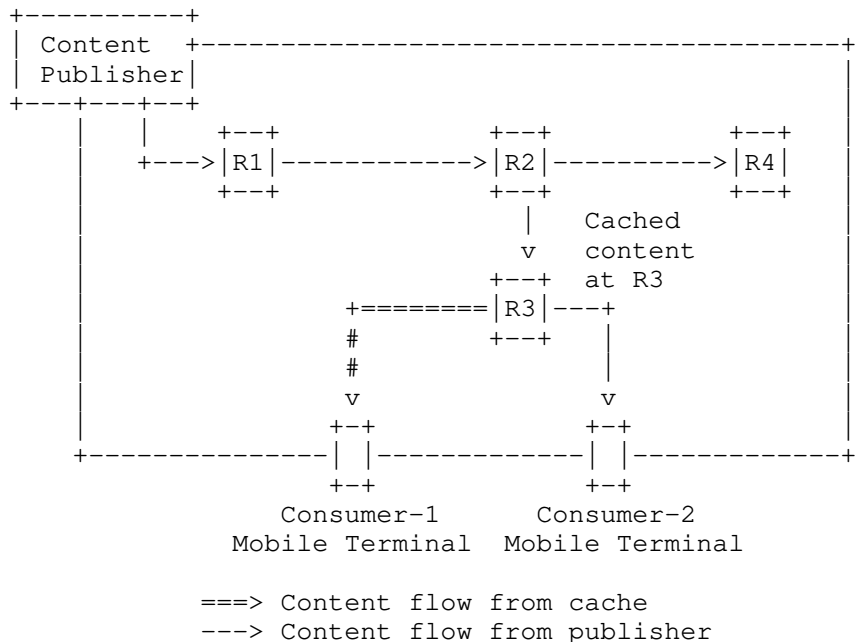 Content
Publisher
R1 R2 R4
Cached
content
at R3
R3
Consumer-1 Consumer-2
Mobile Terminal Mobile Terminal
===> Content flow from cache
---> Content flow from publisher